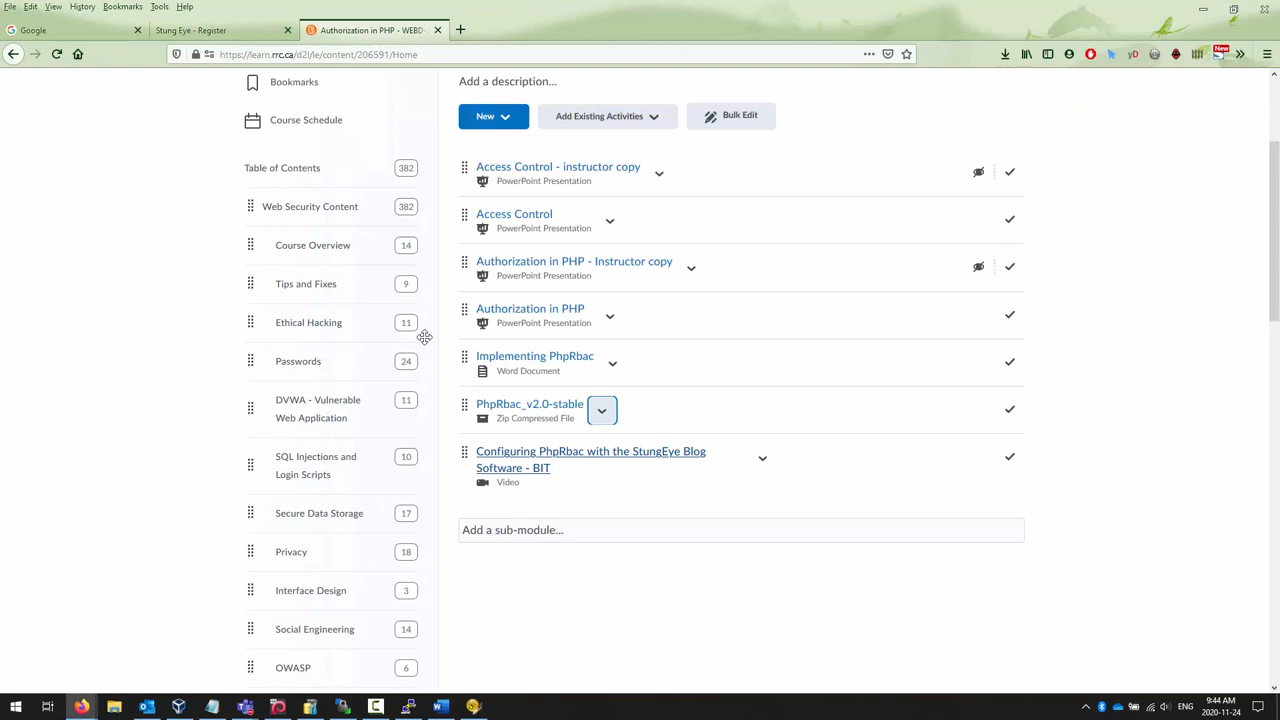 File Edit View History Bookmarks Tools Help
Google
Stung Eye - Register
Authorization in PHP - WEBD-
https://learn.rrc.ca/d2l/le/content/206591/Home
New
Bookmarks
Course Schedule
Table of Contents 382
Web Security Content 382
Course Overview 14
Tips and Fixes 9
Ethical Hacking 11
Passwords 24
DVWA - Vulnerable 11
Web Application
SQL Injections and 10
Login Scripts
Secure Data Storage 17
Privacy 18
Interface Design 3
Social Engineering 14
OWASP 6
Add a description...
New Add Existing Activities Bulk Edit
Access Control - instructor copy
PowerPoint Presentation
Access Control
PowerPoint Presentation
Authorization in PHP - Instructor copy
PowerPoint Presentation
Authorization in PHP
PowerPoint Presentation
Implementing PhpRbac
Word Document
PhpRbac_v2.0-stable
Zip Compressed File
Configuring PhpRbac with the StungEye Blog
Software - BIT
Video
Add a sub-module...
ENG
9:44 AM
2020-11-24